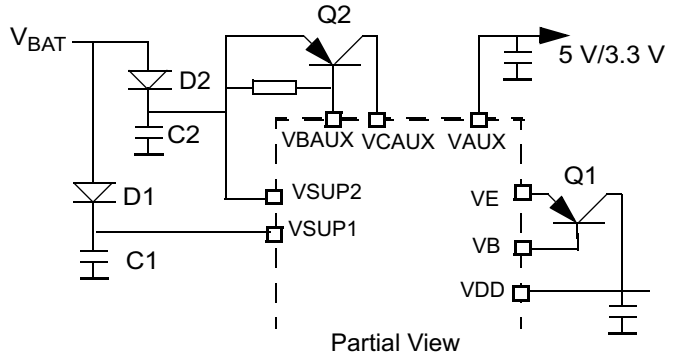 Q2
V_BAT
5 V/3.3 V
D2
C2
VBAUX VCAUX VAUX
Q1
VSUP2
VE
D1
VSUP1
VB
C1
VDD
Partial View